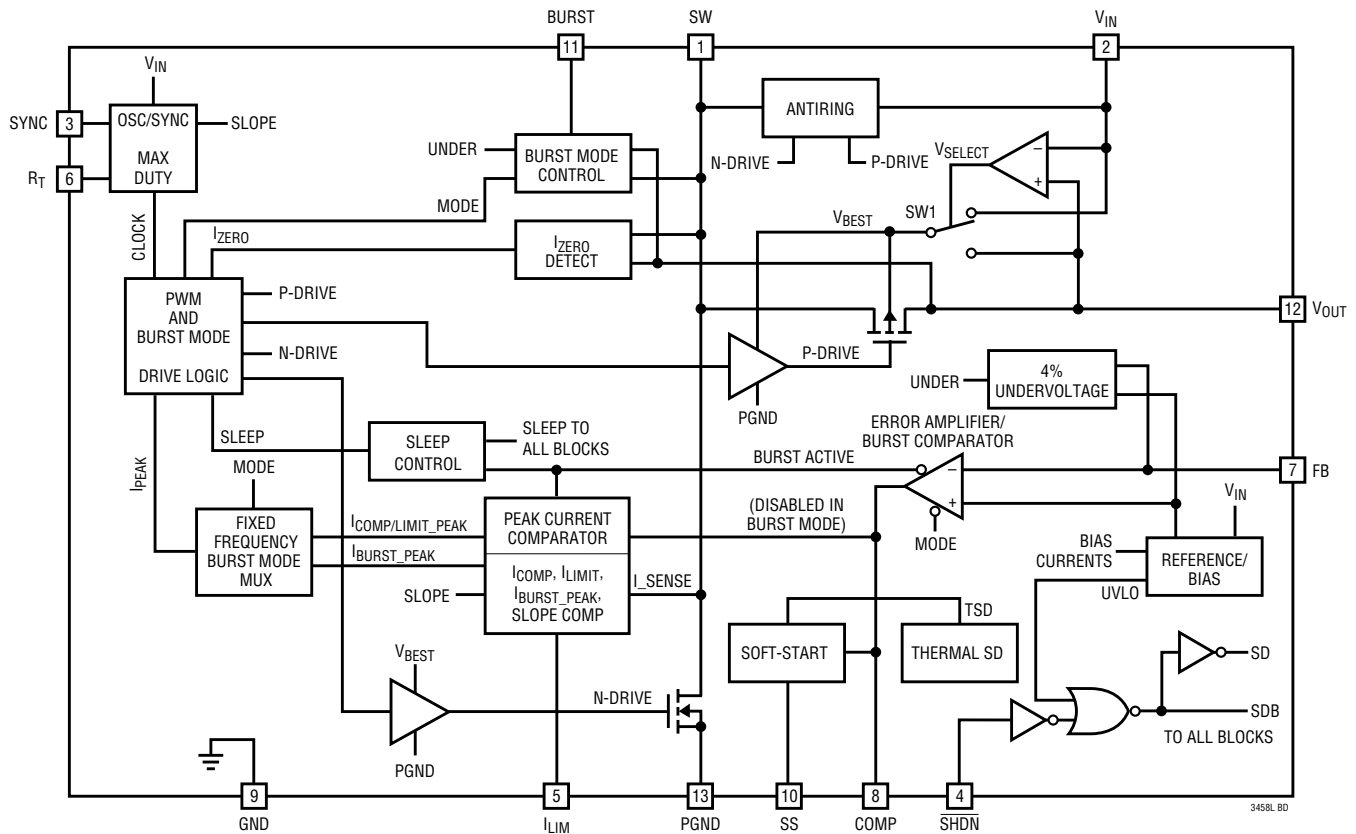 BURST
SW
VIN
11
1
2
VIN
SYNC
3
OSC/SYNC
SLOPE
MAX
DUTY
RT
6
ANTIRING
N-DRIVE
P-DRIVE
VSELECT
–
+
UNDER
BURST MODE
CONTROL
MODE
CLOCK
IZERO
IZERO
DETECT
VBEST
SW1
PWM
AND
BURST MODE
DRIVE LOGIC
P-DRIVE
N-DRIVE
12
VOUT
P-DRIVE
PGND
UNDER
4%
UNDERVOLTAGE
ERROR AMPLIFIER/
BURST COMPARATOR
SLEEP
SLEEP
CONTROL
SLEEP TO
ALL BLOCKS
BURST ACTIVE
–
+
7
FB
IPEAK
MODE
MODE
VIN
FIXED
FREQUENCY
BURST MODE
MUX
ICOMP/LIMIT_PEAK
IBURST_PEAK
PEAK CURRENT
COMPARATOR
(DISABLED IN
BURST MODE)
BIAS
CURRENTS
REFERENCE/
BIAS
UVLO
SLOPE
ICOMP, ILIMIT,
IBURST_PEAK,
SLOPE COMP
I_SENSE
TSD
SOFT-START
THERMAL SD
SD
VBEST
N-DRIVE
SDB
TO ALL BLOCKS
PGND
9
5
13
10
8
4
GND
ILIM
PGND
SS
COMP
SHDN
3458L BD